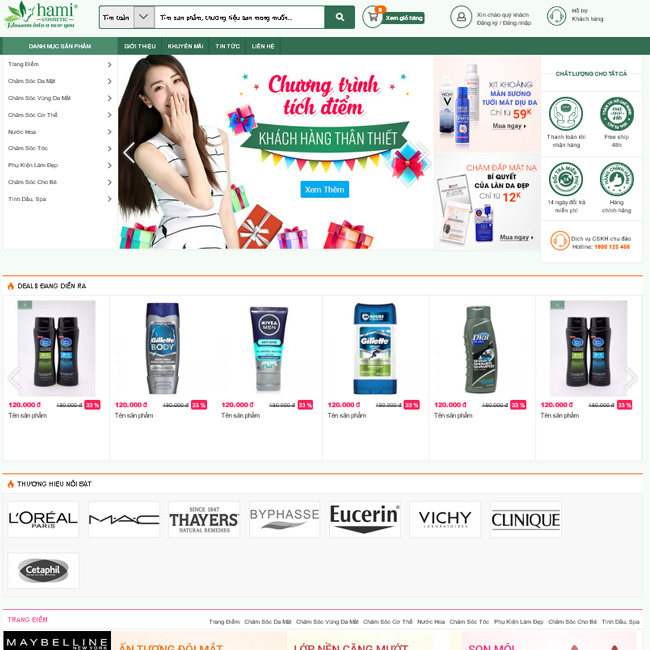 hami
COSMETIC
Blossom into a new you
Tìm toàn
Tìm sản phẩm, thương hiệu bạn mong muốn...
0
Xem giỏ hàng
Xin chào quý khách
Đăng ký / Đăng nhập
Hỗ trợ
Khách hàng
DANH MỤC SẢN PHẨM
GIỚI THIỆU
KHUYẾN MÃI
TIN TỨC
LIÊN HỆ
Trang Điểm
Chăm Sóc Da Mặt
Chăm Sóc Vùng Da Mắt
Chăm Sóc Cơ Thể
Nước Hoa
Chăm Sóc Tóc
Phụ Kiện Làm Đẹp
Chăm Sóc Cho Bé
Tinh Dầu, Spa
Chương trình
tích điểm
KHÁCH HÀNG THÂN THIẾT
Xem Thêm
XỊT KHOÁNG
MÀN SƯƠNG
TƯỚI MÁT DỊU DA
Chỉ từ 59K
Mua ngay
VICHY
CHĂM ĐẮP MẶT NẠ
BÍ QUYẾT
CỦA LÀN DA ĐẸP
Chỉ từ 12K
Mua ngay
CHẤT LƯỢNG CHO TẤT CẢ
Thanh toán khi
nhận hàng
Free ship
48h
14 ngày đổi trả
miễn phí
Hàng
chính hãng
Dịch vụ CSKH chu đáo
Hotline: 1800 123 466
DEALS ĐANG DIỄN RA
Gillette
BODY
NIVEA
MEN
Gillette
Dial
120.000 đ 180.000 đ 33 %
Tên sản phẩm
120.000 đ 180.000 đ 33 %
Tên sản phẩm
120.000 đ 180.000 đ 33 %
Tên sản phẩm
120.000 đ 180.000 đ 33 %
Tên sản phẩm
120.000 đ 180.000 đ 33 %
Tên sản phẩm
120.000 đ 180.000 đ 33 %
Tên sản phẩm
THƯƠNG HIỆU NỔI BẬT
L'ORÉAL
PARIS
MAC
SINCE 1847
THAYERS
NATURAL REMEDIES
BYPHASSE
Eucerin
VICHY
LABORATOIRES
CLINIQUE
Cetaphil
TRANG ĐIỂM
Trang Điểm Chăm Sóc Da Mặt Chăm Sóc Vùng Da Mắt Chăm Sóc Cơ Thể Nước Hoa Chăm Sóc Tóc Phụ Kiện Làm Đẹp Chăm Sóc Cho Bé Tinh Dầu, Spa
MAYBELLINE
NEW YORK
ẤN TƯỢNG ĐÔI MẮT
LỚP NỀN CĂNG MƯỚT
SON MÔI